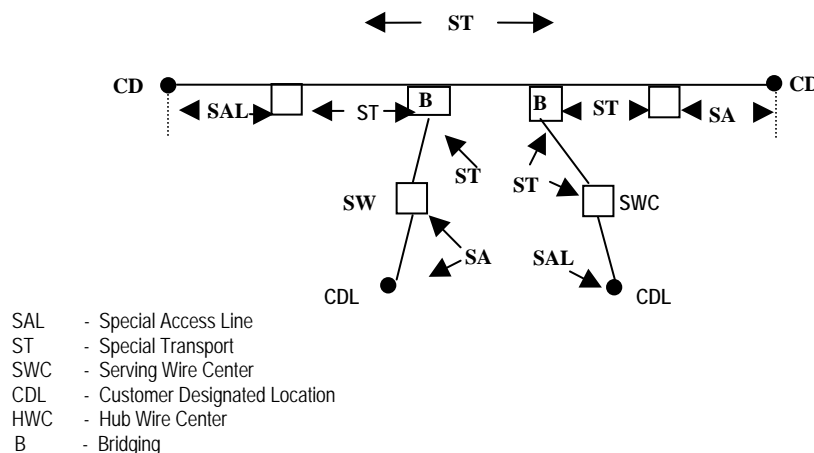 ST
CD CD
SAL ST B B ST SA
ST ST
SW SWC
SA SAL
CDL CDL
SAL - Special Access Line
ST - Special Transport
SWC - Serving Wire Center
CDL - Customer Designated Location
HWC - Hub Wire Center
B - Bridging